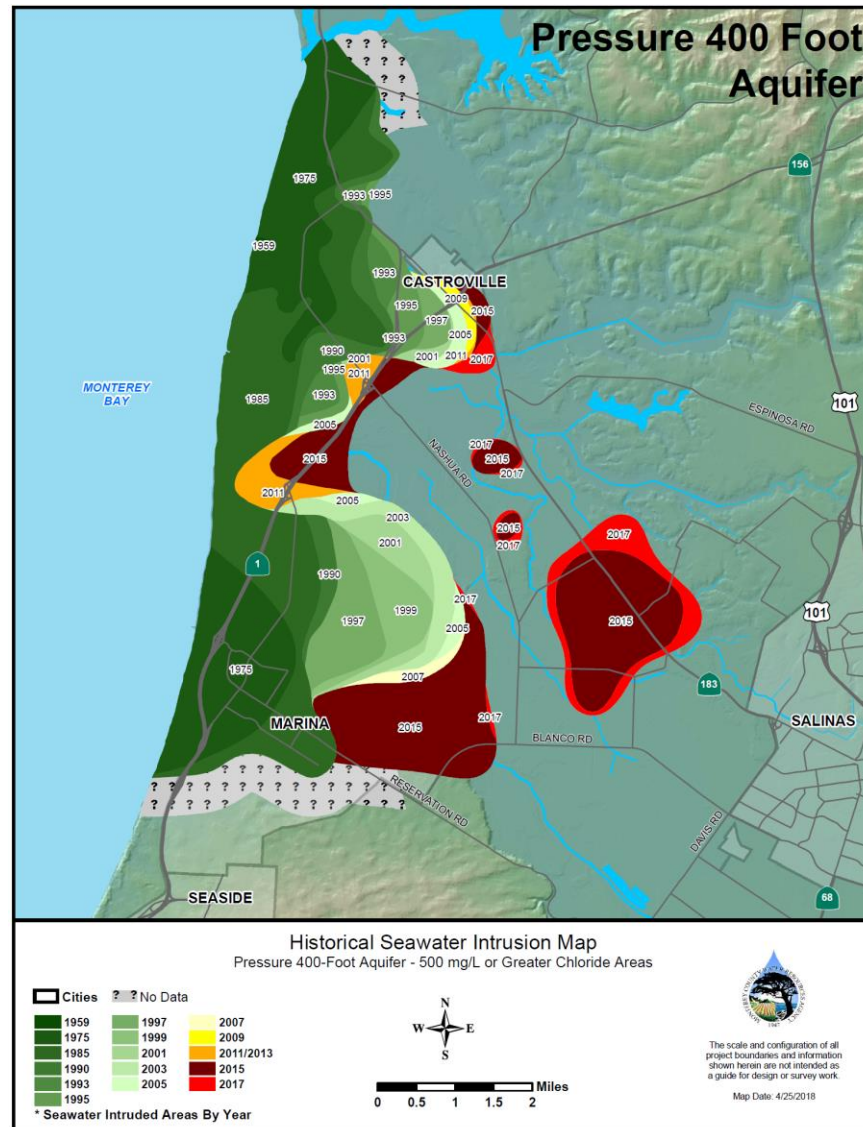 Pressure 400 Foot
Aquifer
? ?
? ? ?
? ? ?
? ?
? ?
156
1975
1993
1995
1959
1993
CASTROVILLE
2009
1995
2015
1997
1993
2005
1990
2001
2001
2011
2017
1995
2011
MONTEREY
BAY
1985
1993
101
ESPINOSA RD
2005
NASHUA RD
2017
2015
2015
2017
2011
2005
2003
2015
2017
2017
2001
1
1990
2017
101
1997
1999
2005
2015
1975
2007
183
MARINA
2015
2017
SALINAS
BLANCO RD
? ? ? ? ? ? ?
? ? ? ? ? ? ? ? ? ?
? ? ? ? ? ? ? ? ?
RESERVATION RD
DAVIS RD
SEASIDE
68
Historical Seawater Intrusion Map
Pressure 400-Foot Aquifer - 500 mg/L or Greater Chloride Areas
Cities
? ? No Data
1959
1975
1985
1990
1993
1995
1997
1999
2001
2003
2005
2007
2009
2011/2013
2015
2017
* Seawater Intruded Areas By Year
N
W E
S
Miles
0 0.5 1 2
MONTEREY COUNTY WATER RESOURCES AGENCY
1947
The scale and configuration of all
project boundaries and information
shown herein are not intended as
a guide for design or survey work.
Map Date: 4/25/2018